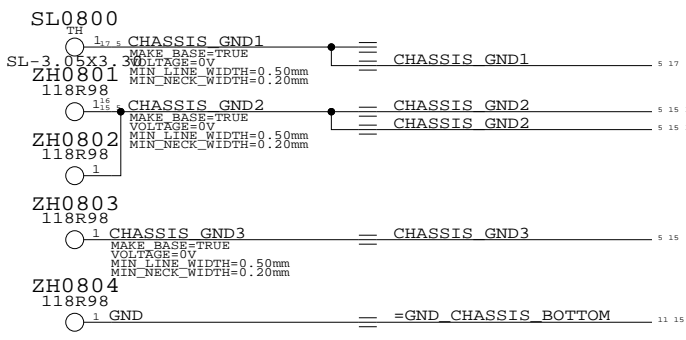 SL0800
TH
1 17 5 CHASSIS_GND1
MAKE_BASE=TRUE
SL-3.05X3.30
VOLTAGE=0V
CHASSIS_GND1 5 17
MIN_LINE_WIDTH=0.50mm
ZH0801
MIN_NECK_WIDTH=0.20mm
118R98
1 16 15 5 CHASSIS_GND2
CHASSIS_GND2 5 15
MAKE_BASE=TRUE
VOLTAGE=0V
CHASSIS_GND2 5 15
MIN_LINE_WIDTH=0.50mm
ZH0802
MIN_NECK_WIDTH=0.20mm
118R98
1
ZH0803
118R98
1 CHASSIS_GND3
CHASSIS_GND3 5 15
MAKE_BASE=TRUE
VOLTAGE=0V
MIN_LINE_WIDTH=0.50mm
MIN_NECK_WIDTH=0.20mm
ZH0804
118R98
1 GND
=GND_CHASSIS_BOTTOM 11 15